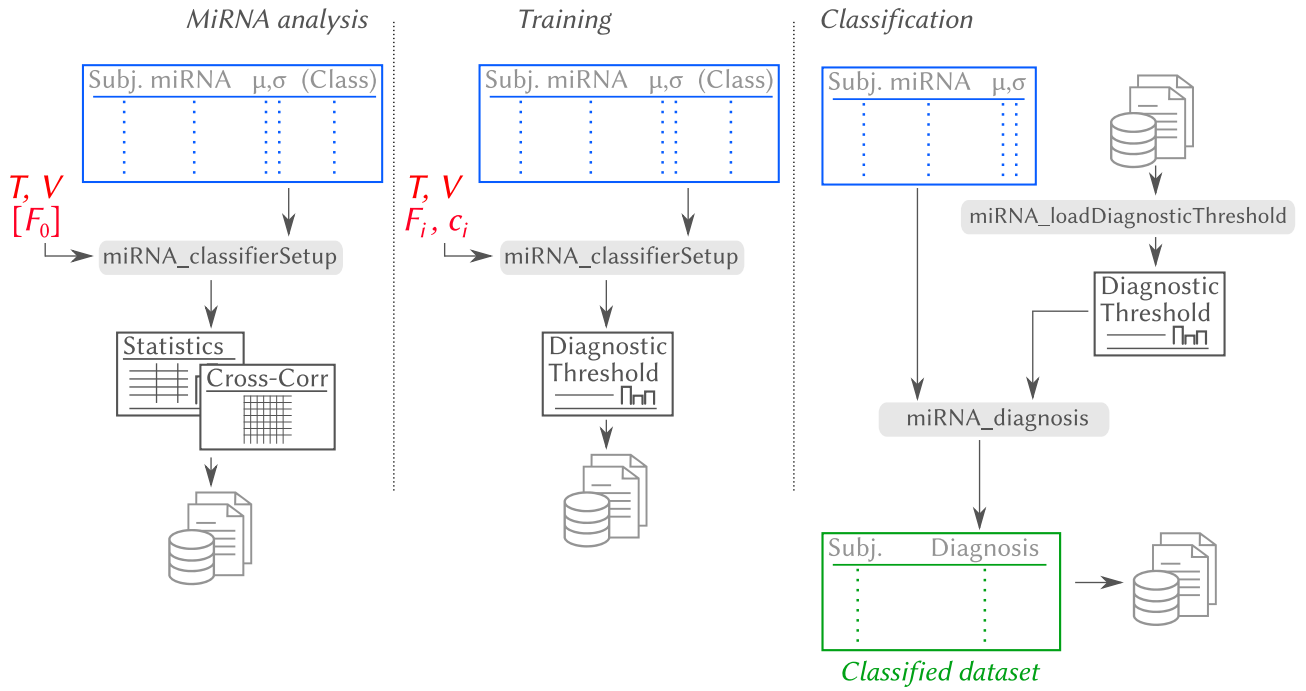 MiRNA analysis
Subj. miRNA μ,σ (Class)
T, V
[F₀]
miRNA_classifierSetup
Statistics
Cross-Corr
Training
Subj. miRNA μ,σ (Class)
T, V
Fᵢ, cᵢ
miRNA_classifierSetup
Diagnostic
Threshold
Classification
Subj. miRNA μ,σ
miRNA_loadDiagnosticThreshold
Diagnostic
Threshold
miRNA_diagnosis
Subj. Diagnosis
Classified dataset